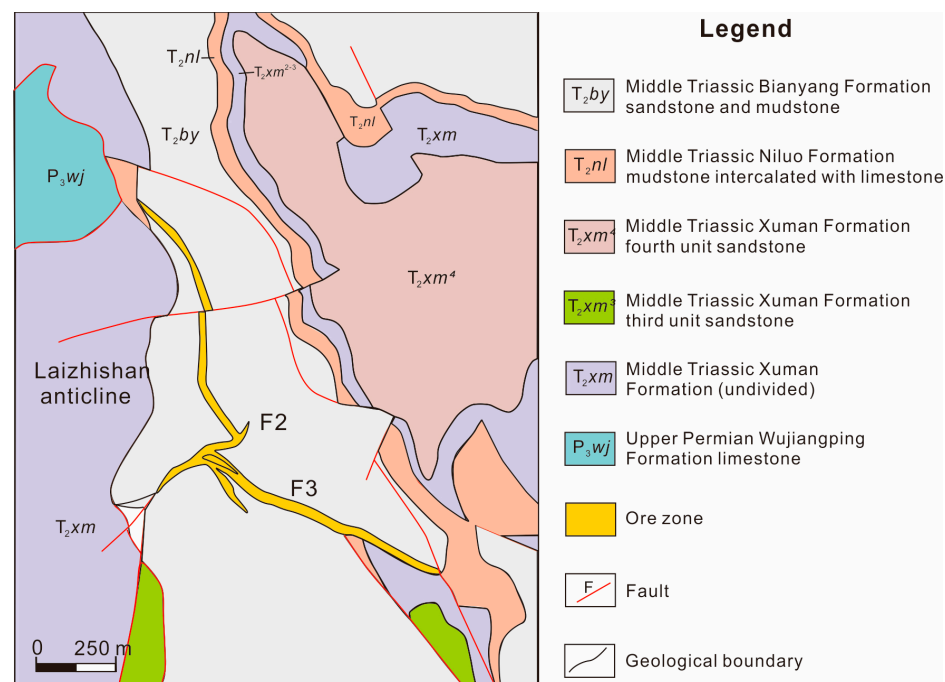 T₂nl
T₂xm²⁻³
T₂nl
T₂by
T₂xm
P₃wj
T₂xm⁴
Laizhishan
anticline
F2
F3
T₂xm
0 250 m
Legend
T₂by Middle Triassic Bianyang Formation
sandstone and mudstone
T₂nl Middle Triassic Niluo Formation
mudstone intercalated with limestone
T₂xm⁴ Middle Triassic Xuman Formation
fourth unit sandstone
T₂xm³ Middle Triassic Xuman Formation
third unit sandstone
T₂xm Middle Triassic Xuman
Formation (undivided)
P₃wj Upper Permian Wujiangping
Formation limestone
Ore zone
F Fault
Geological boundary